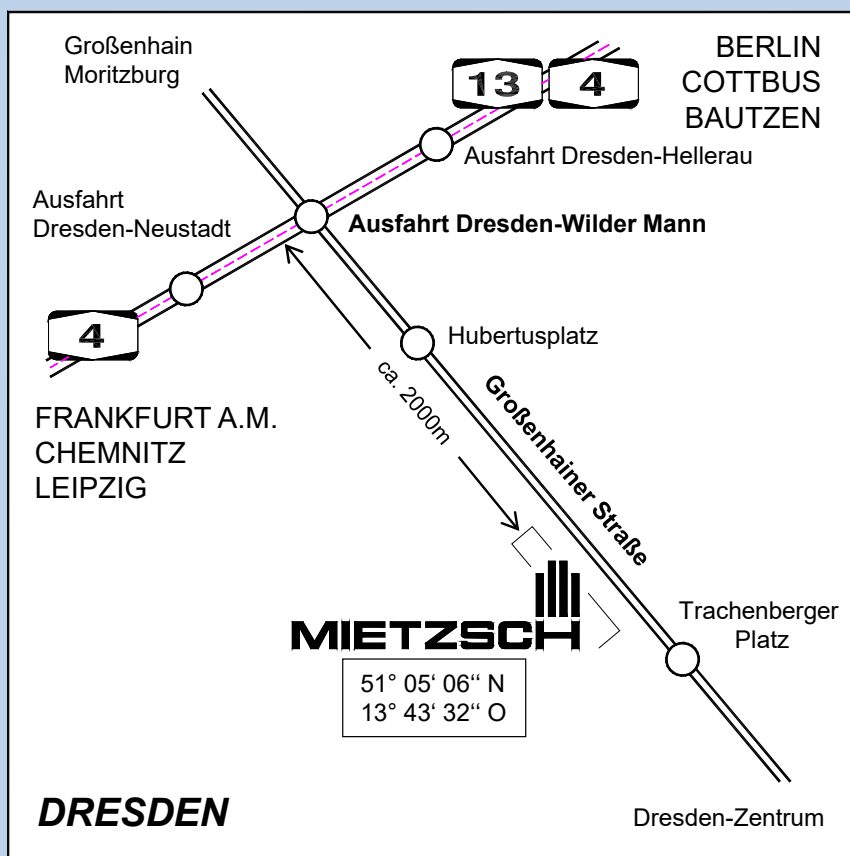 Großenhain
Moritzburg
BERLIN
COTTBUS
BAUTZEN
13
4
Ausfahrt Dresden-Hellerau
Ausfahrt
Dresden-Neustadt
Ausfahrt Dresden-Wilder Mann
4
Hubertusplatz
ca. 2000m
Großenhainer Straße
FRANKFURT A.M.
CHEMNITZ
LEIPZIG
MIETZSCH
Trachenberger
Platz
51° 05‘ 06“ N
13° 43‘ 32“ O
DRESDEN
Dresden-Zentrum